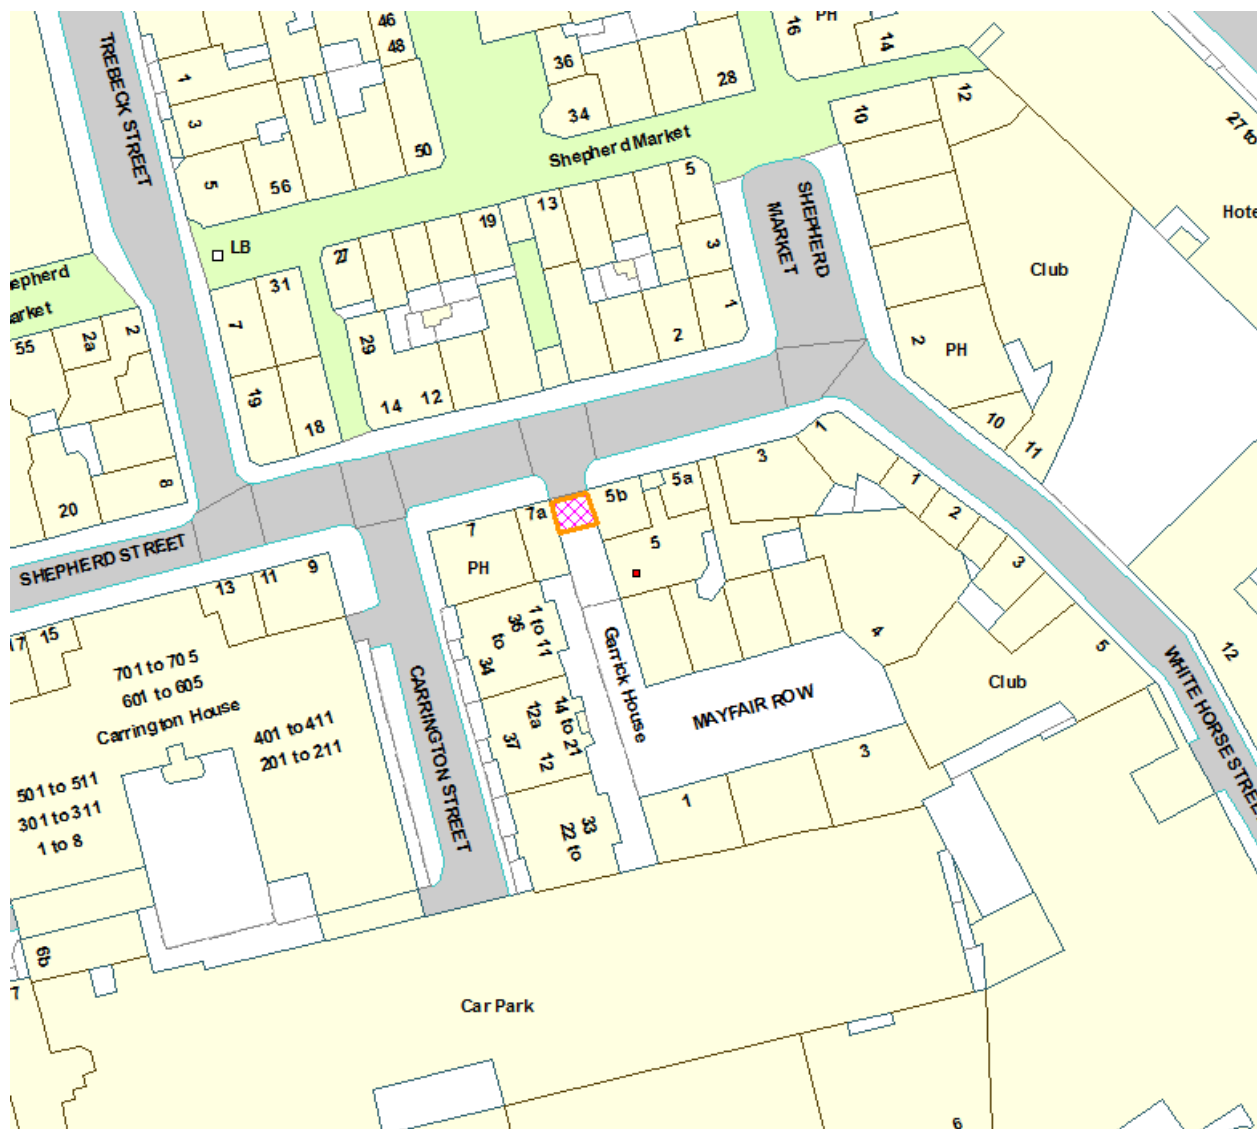 46
48
36
34
16
PH
14
28
10
12
27 to
TREBECK STREET
1
3
5
56
50
Shepherd Market
5
3
1
2
13
19
27
29
14
12
LB
31
7
19
18
SHEPHERD
MARKET
Club
2
PH
10
11
55
2a
2
20
8
SHEPHERD STREET
13
11
9
15
7
7a
PH
5b
5a
5
3
1
1
2
3
4
5
Club
12
WHITE HORSE STREET
1 to 11
36
to
34
14 to 21
12a
12
37
33
22 to
Garrick House
MAYFAIR ROW
1
3
CARRINGTON STREET
701 to 705
601 to 605
Carrington House
401 to 411
201 to 211
501 to 511
301 to 311
1 to 8
6b
7
Car Park
6